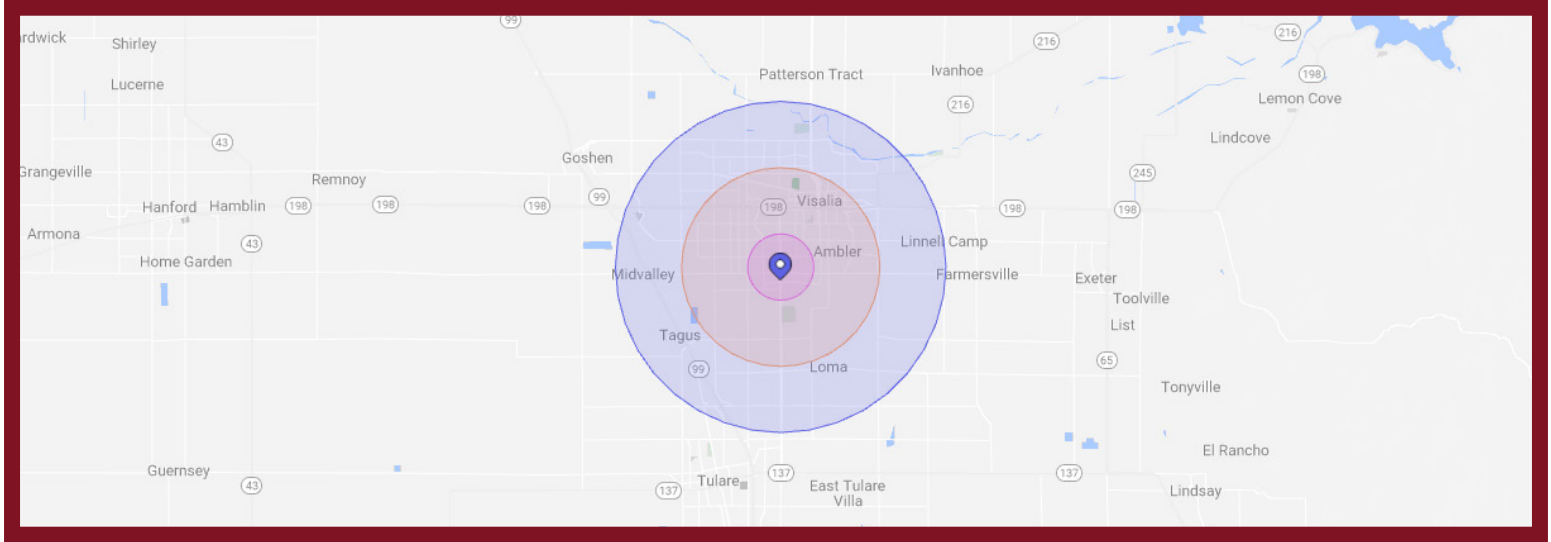 99
rdwick
Shirley
216
216
Patterson Tract
Ivanhoe
198
Lucerne
216
Lemon Cove
43
Lindcove
Goshen
Grangeville
Remnoy
245
99
Visalia
Hanford
Hamblin
198
198
198
198
198
198
Armona
43
Ambler
Linnell Camp
Home Garden
Midvalley
Farmersville
Exeter
Toolville
List
Tagus
65
99
Loma
Tonyville
El Rancho
Guernsey
137
137
Tulare
43
137
East Tulare
Villa
Lindsay